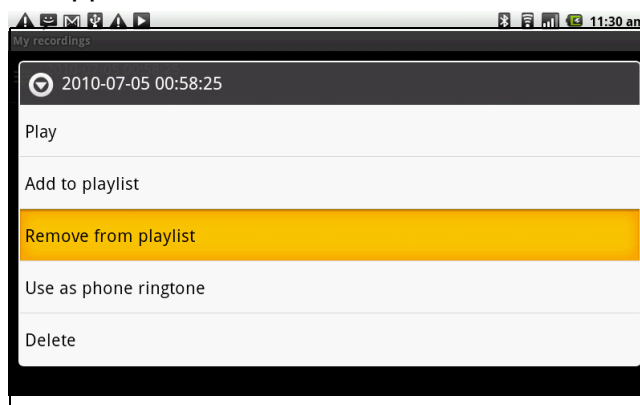 11:30 am
My recordings
2010-07-05 00:58:25
Play
Add to playlist
Remove from playlist
Use as phone ringtone
Delete